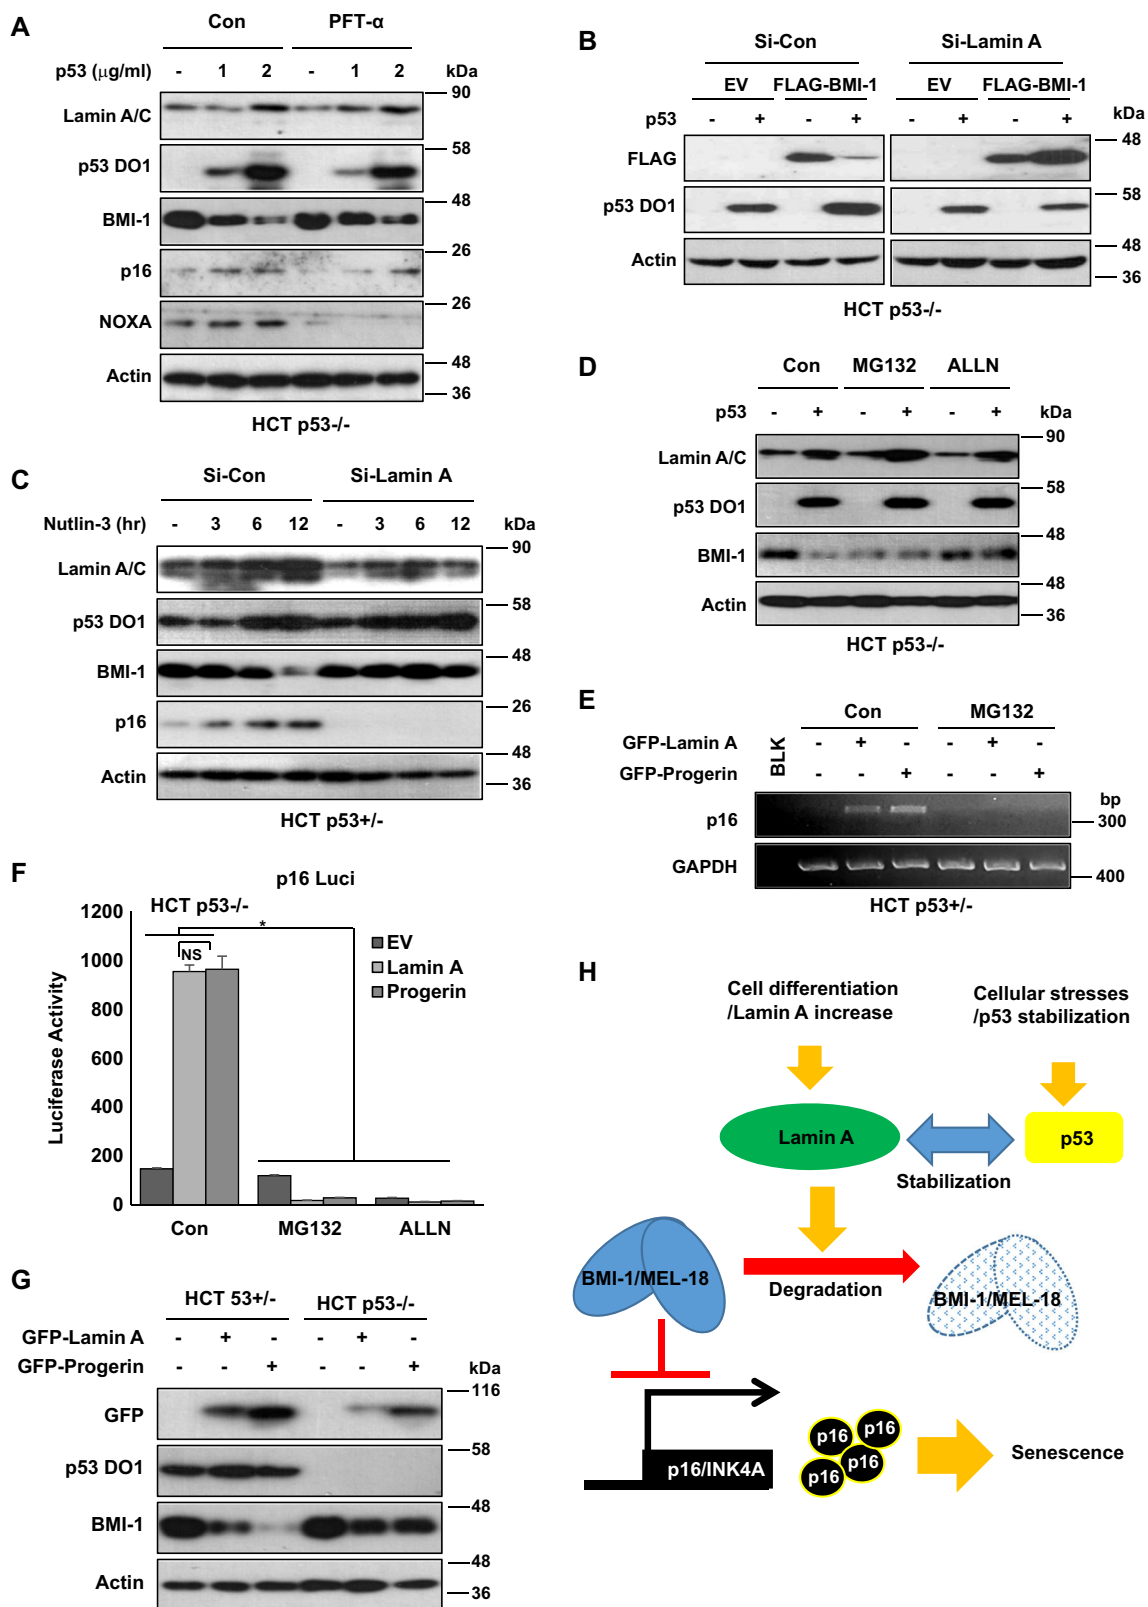 A
Con PFT-α
p53 (μg/ml) - 1 2 - 1 2 kDa
Lamin A/C 90
p53 DO1 58
BMI-1 48
p16 26
NOXA 26
Actin 48
36
HCT p53-/-
B
Si-Con Si-Lamin A
EV FLAG-BMI-1 EV FLAG-BMI-1
p53 - + - + - + - + kDa
FLAG 48
p53 DO1 58
Actin 48
36
HCT p53-/-
C
Si-Con Si-Lamin A
Nutlin-3 (hr) - 3 6 12 - 3 6 12 kDa
Lamin A/C 90
p53 DO1 58
BMI-1 48
p16 26
Actin 48
36
HCT p53+/-
D
Con MG132 ALLN
p53 - + - + - + kDa
Lamin A/C 90
p53 DO1 58
BMI-1 48
Actin 48
36
HCT p53-/-
E
BLK Con MG132
GFP-Lamin A - + - - + -
GFP-Progerin - - + - - +
bp
p16 300
GAPDH 400
HCT p53+/-
F
p16 Luci
HCT p53-/-
*
NS
EV
Lamin A
Progerin
Luciferase Activity
1200
1000
800
600
400
200
0
Con MG132 ALLN
G
HCT 53+/- HCT p53-/-
GFP-Lamin A - + - - + -
GFP-Progerin - - + - - + kDa
GFP 116
p53 DO1 58
BMI-1 48
Actin 48
36
H
Cell differentiation
/Lamin A increase
Cellular stresses
/p53 stabilization
Lamin A
p53
Stabilization
BMI-1/MEL-18
Degradation
BMI-1/MEL-18
p16/INK4A
p16
p16
p16
p16
Senescence